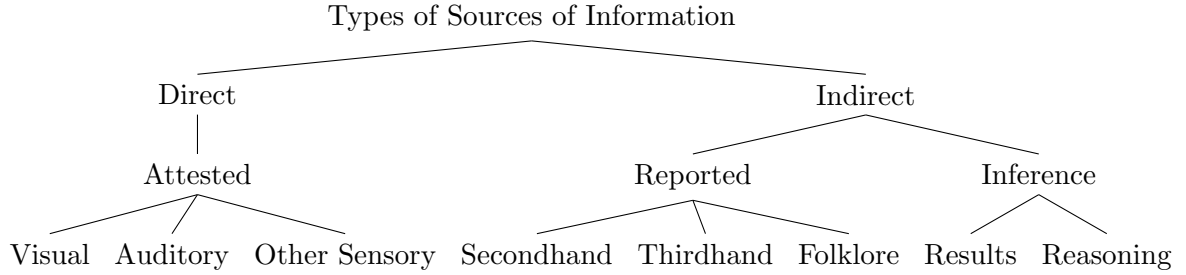 Types of Sources of Information
Direct Indirect
Attested Reported Inference
Visual Auditory Other Sensory Secondhand Thirdhand Folklore Results Reasoning